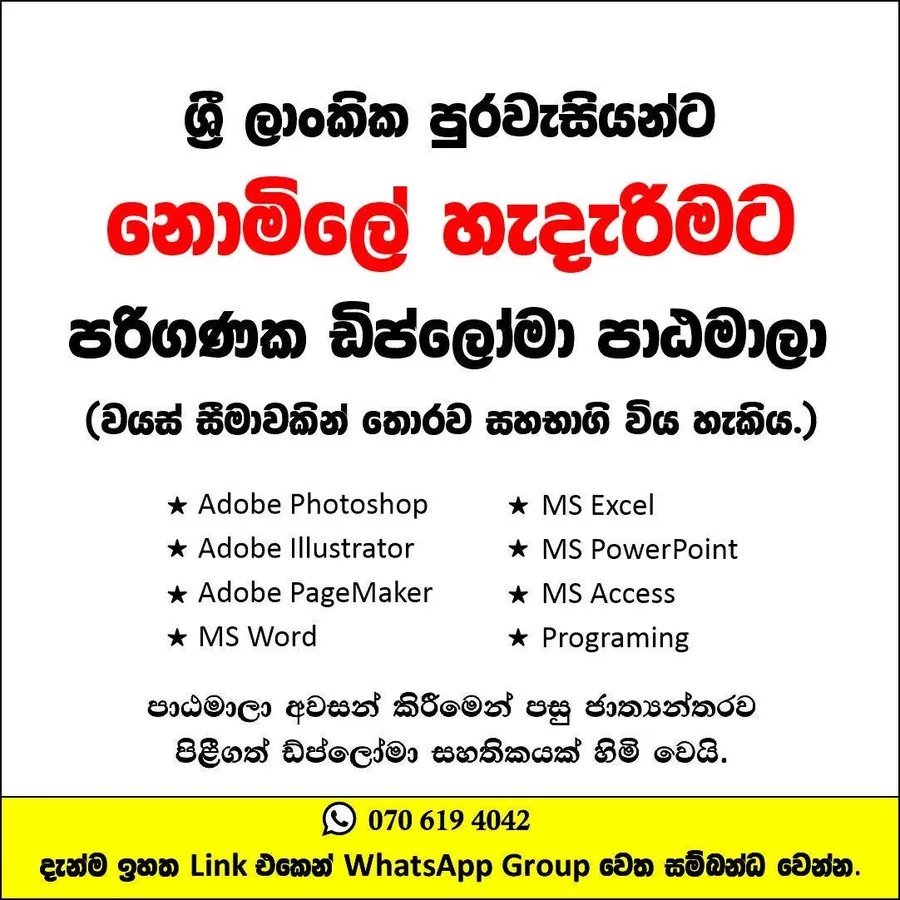 ශ්‍රී ලාංකික පුරවැසියන්ට
නොමිලේ හැදෑරීමට
පරිගණක ඩිප්ලෝමා පාඨමාලා
(වයස් සීමාවකින් තොරව සහභාගි විය හැකිය.)
★ Adobe Photoshop
★ Adobe Illustrator
★ Adobe PageMaker
★ MS Word
★ MS Excel
★ MS PowerPoint
★ MS Access
★ Programing
පාඨමාලා අවසන් කිරීමෙන් පසු ජාත්‍යන්තරව
පිළිගත් ඩිප්ලෝමා සහතිකයක් හිමි වෙයි.
070 619 4042
දැන්ම ඉහත Link එකෙන් WhatsApp Group වෙත සම්බන්ධ වෙන්න.